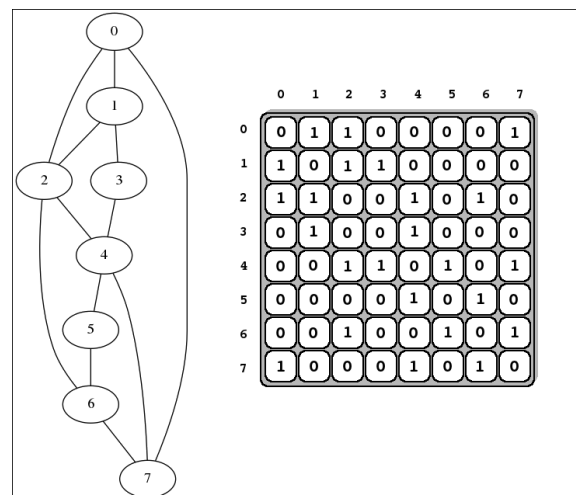 0
1
2 3
4
5
6
7
0 1 2 3 4 5 6 7
0 0 1 1 0 0 0 0 1
1 1 0 1 1 0 0 0 0
2 1 1 0 0 1 0 1 0
3 0 1 0 0 1 0 0 0
4 0 0 1 1 0 1 0 1
5 0 0 0 0 1 0 1 0
6 0 0 1 0 0 1 0 1
7 1 0 0 0 1 0 1 0